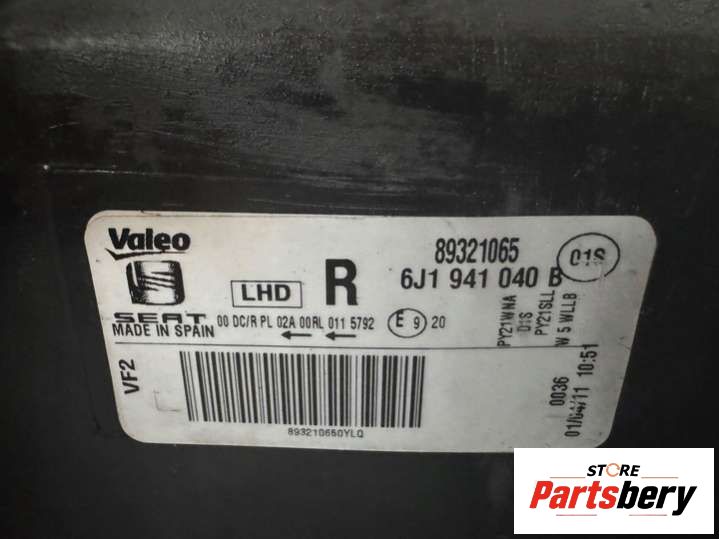 Valeo
89321065
01S
LHD
R
6J1 941 040 B
SEAT
00 DC/R PL 02A 00RL 011 5792
E 9 20
MADE IN SPAIN
VF2
893210650YLQ
PY21WNA
D1S
PY21SLL
W 5 WLLB
0036
01/04/11 10:51
STORE
Partsbery